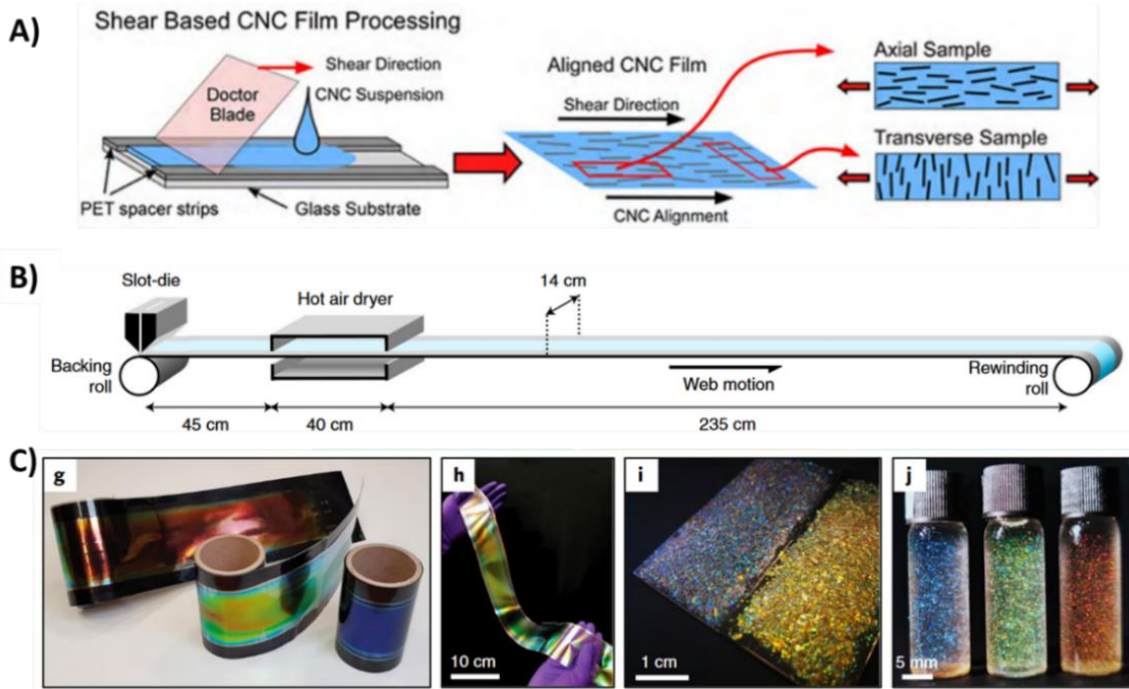 A)
Shear Based CNC Film Processing
Shear Direction
CNC Suspension
Doctor
Blade
PET spacer strips
Glass Substrate
Aligned CNC Film
Shear Direction
CNC Alignment
Axial Sample
Transverse Sample
B)
Slot-die
Hot air dryer
14 cm
Backing
roll
Web motion
Rewinding
roll
45 cm
40 cm
235 cm
C)
g
h
i
j
10 cm
1 cm
5 mm